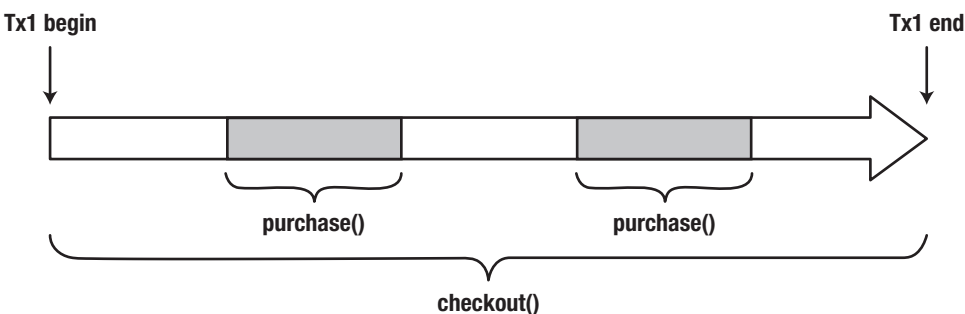 Tx1 begin
Tx1 end
purchase()
purchase()
checkout()